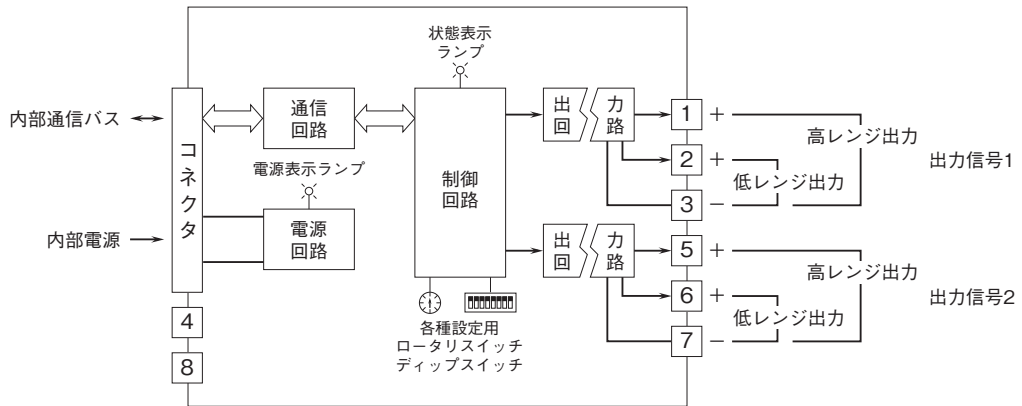 状態表示
ランプ
内部通信バス
コネクタ
通信
回路
電源表示ランプ
内部電源
電源
回路
制御
回路
出 力
回 路
1 +
2 +
3 −
高レンジ出力
低レンジ出力
出力信号1
出 力
回 路
5 +
6 +
7 −
高レンジ出力
低レンジ出力
出力信号2
4
8
各種設定用
ロータリスイッチ
ディップスイッチ